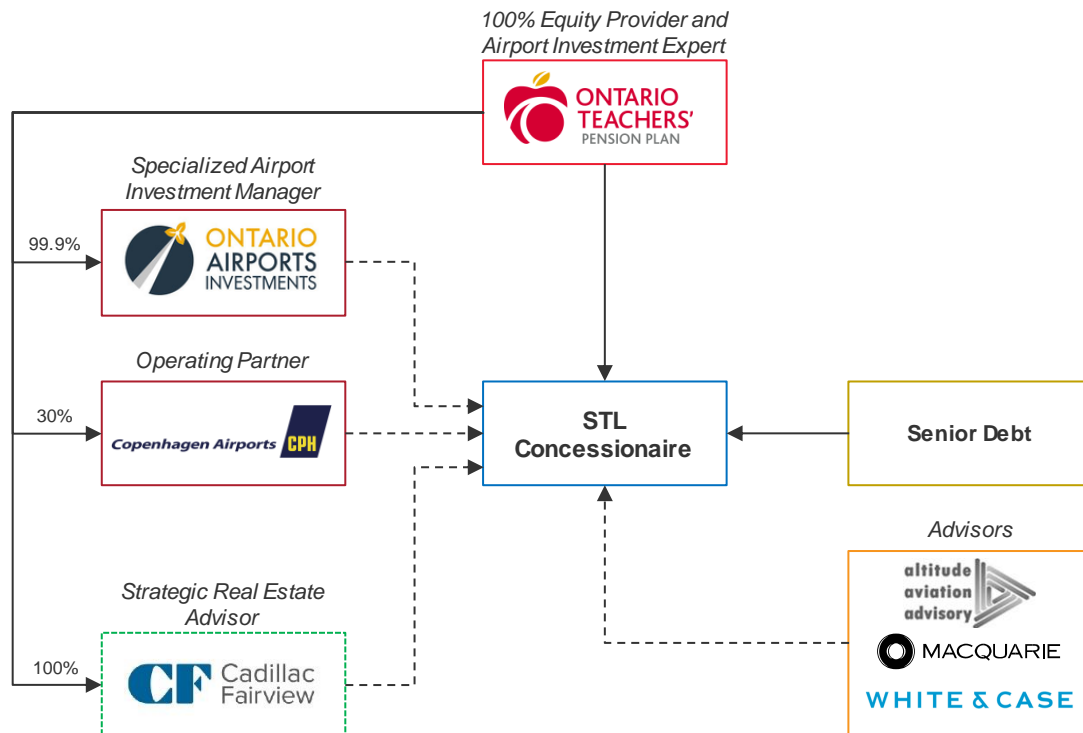 100% Equity Provider and
Airport Investment Expert
ONTARIO
TEACHERS'
PENSION PLAN
Specialized Airport
Investment Manager
99.9%
ONTARIO
AIRPORTS
INVESTMENTS
Operating Partner
30%
Copenhagen Airports
CPH
STL
Concessionaire
Senior Debt
Advisors
altitude
aviation
advisory
MACQUARIE
WHITE & CASE
Strategic Real Estate
Advisor
100%
CF
Cadillac
Fairview